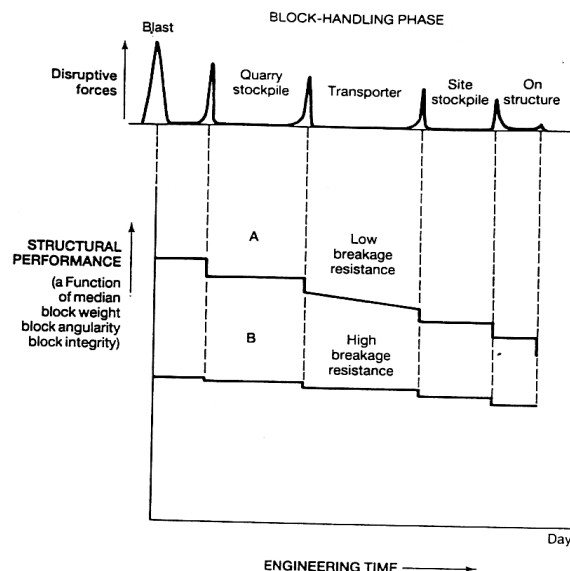 BLOCK-HANDLING PHASE
Blast
Disruptive
forces
Quarry
stockpile
Transporter
Site
stockpile
On
structure
STRUCTURAL
PERFORMANCE
(a Function
of median
block weight
block angularity
block integrity)
A
Low
breakage
resistance
B
High
breakage
resistance
Day
ENGINEERING TIME